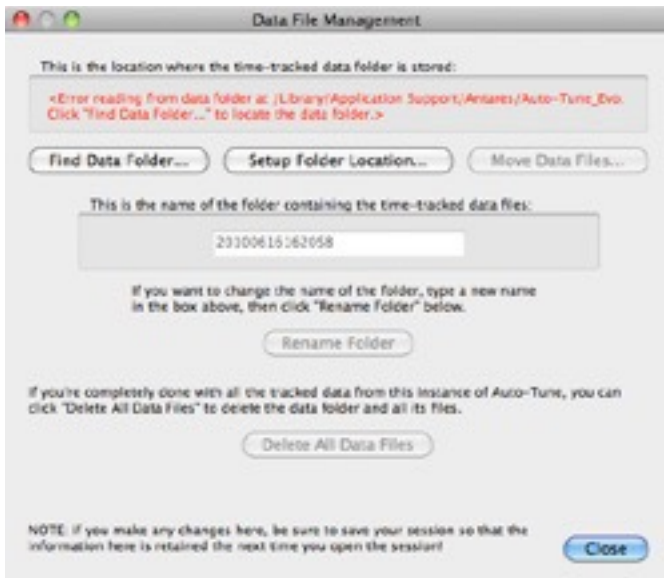 Data File Management
This is the location where the time-tracked data folder is stored:
<Error reading from data folder at /Library/Application Support/Antares/Auto-Tune_Evo.
Click "Find Data Folder..." to locate the data folder.>
Find Data Folder... Setup Folder Location... Move Data Files...
This is the name of the folder containing the time-tracked data files:
20100616162058
If you want to change the name of the folder, type a new name
in the box above, then click "Rename Folder" below.
Rename Folder
If you're completely done with all the tracked data from this instance of Auto-Tune, you can
click "Delete All Data Files" to delete the data folder and all its files.
Delete All Data Files
NOTE: if you make any changes here, be sure to save your session so that the
information here is retained the next time you open the session!
Close